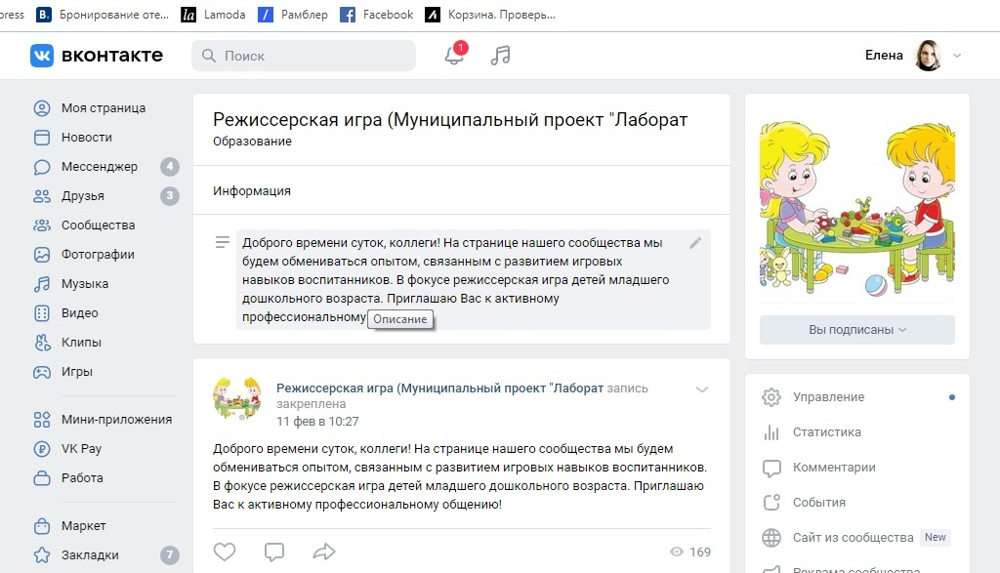 press
B.
Бронирование оте...
la
Lamoda
Рамблер
Facebook
Корзина. Проверь...
вконтакте
Поиск
1
Елена
Моя страница
Новости
Мессенджер
4
Друзья
3
Сообщества
Фотографии
Музыка
Видео
Клипы
Игры
Мини-приложения
VK Pay
Работа
Маркет
Закладки
7
Режиссерская игра (Муниципальный проект "Лаборат
Образование
Информация
Доброго времени суток, коллеги! На странице нашего сообщества мы
будем обмениваться опытом, связанным с развитием игровых
навыков воспитанников. В фокусе режиссерская игра детей младшего
дошкольного возраста. Приглашаю Вас к активному
профессиональному
Описание
Режиссерская игра (Муниципальный проект "Лаборат запись
закреплена
11 фев в 10:27
Доброго времени суток, коллеги! На странице нашего сообщества мы будем
обмениваться опытом, связанным с развитием игровых навыков воспитанников.
В фокусе режиссерская игра детей младшего дошкольного возраста. Приглашаю
Вас к активному профессиональному общению!
169
Вы подписаны
Управление
Статистика
Комментарии
События
Сайт из сообщества
New
Реклама сообщества